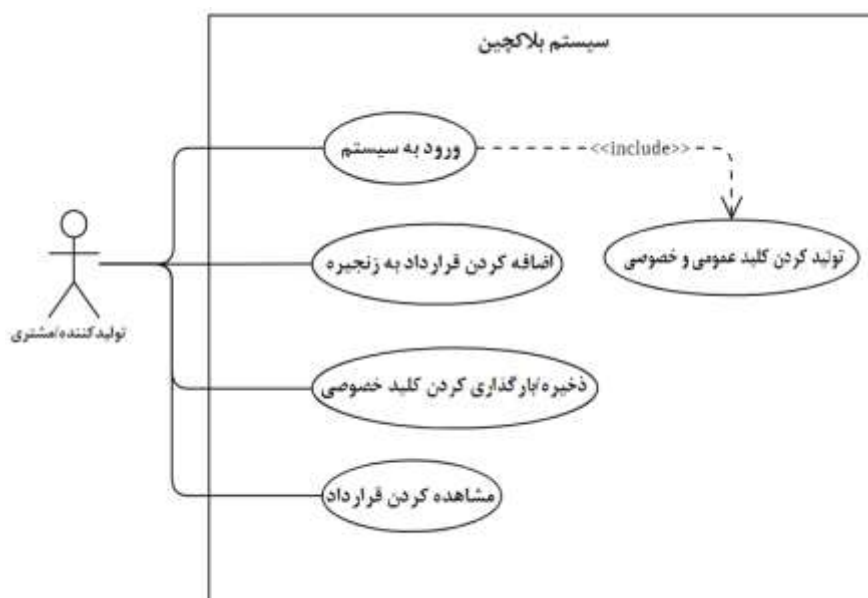 سیستم بلاکچین
ورود به سیستم
<<include>>
تولید کردن کلید عمومی و خصوصی
اضافه کردن قرارداد به زنجیره
تولیدکننده/مشتری
ذخیره/بارگذاری کردن کلید خصوصی
مشاهده کردن قرارداد